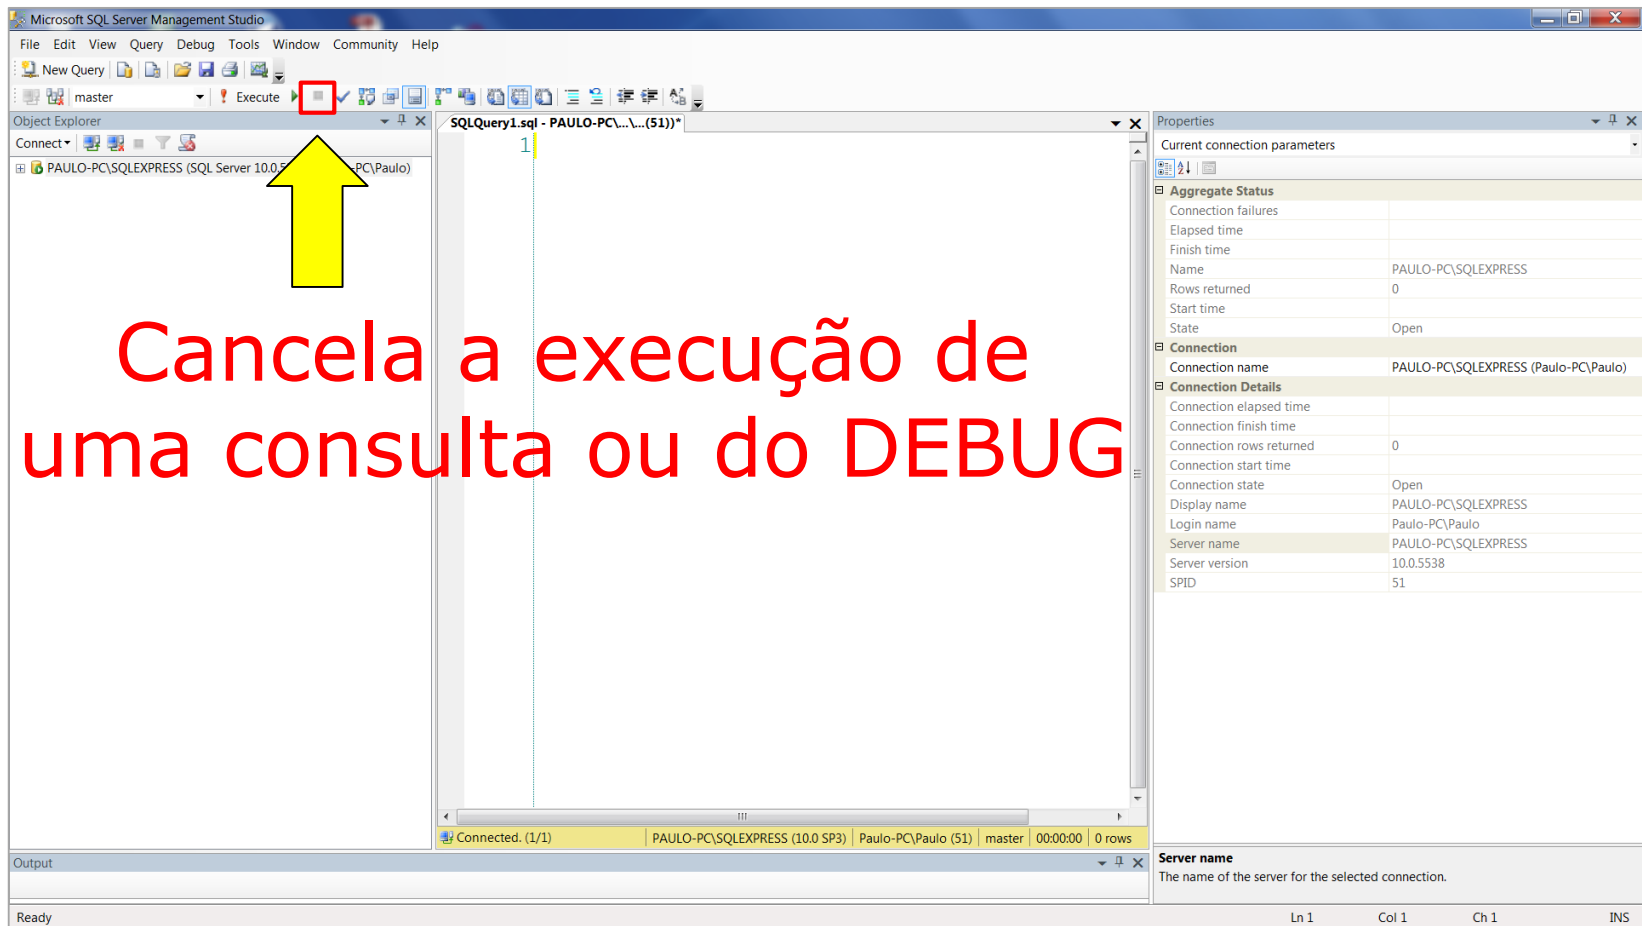 Microsoft SQL Server Management Studio
File Edit View Query Debug Tools Window Community Help
New Query
master Execute
Object Explorer
Connect
PAULO-PC\SQLEXPRESS (SQL Server 10.0.5 -PC\Paulo)
SQLQuery1.sql - PAULO-PC\...\...(51))*
1
Cancela a execução de
uma consulta ou do DEBUG
Connected. (1/1) PAULO-PC\SQLEXPRESS (10.0 SP3) Paulo-PC\Paulo (51) master 00:00:00 0 rows
Output
Properties
Current connection parameters
Aggregate Status
Connection failures
Elapsed time
Finish time
Name PAULO-PC\SQLEXPRESS
Rows returned 0
Start time
State Open
Connection
Connection name PAULO-PC\SQLEXPRESS (Paulo-PC\Paulo)
Connection Details
Connection elapsed time
Connection finish time
Connection rows returned 0
Connection start time
Connection state Open
Display name PAULO-PC\SQLEXPRESS
Login name Paulo-PC\Paulo
Server name PAULO-PC\SQLEXPRESS
Server version 10.0.5538
SPID 51
Server name
The name of the server for the selected connection.
Ready Ln 1 Col 1 Ch 1 INS